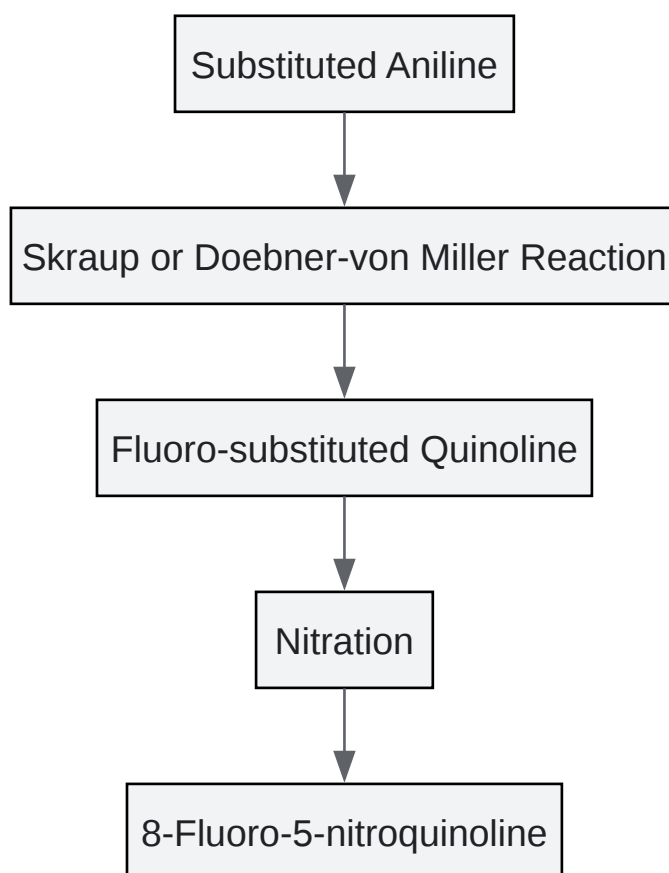 Substituted Aniline
Skraup or Doebner-von Miller Reaction
Fluoro-substituted Quinoline
Nitration
8-Fluoro-5-nitroquinoline